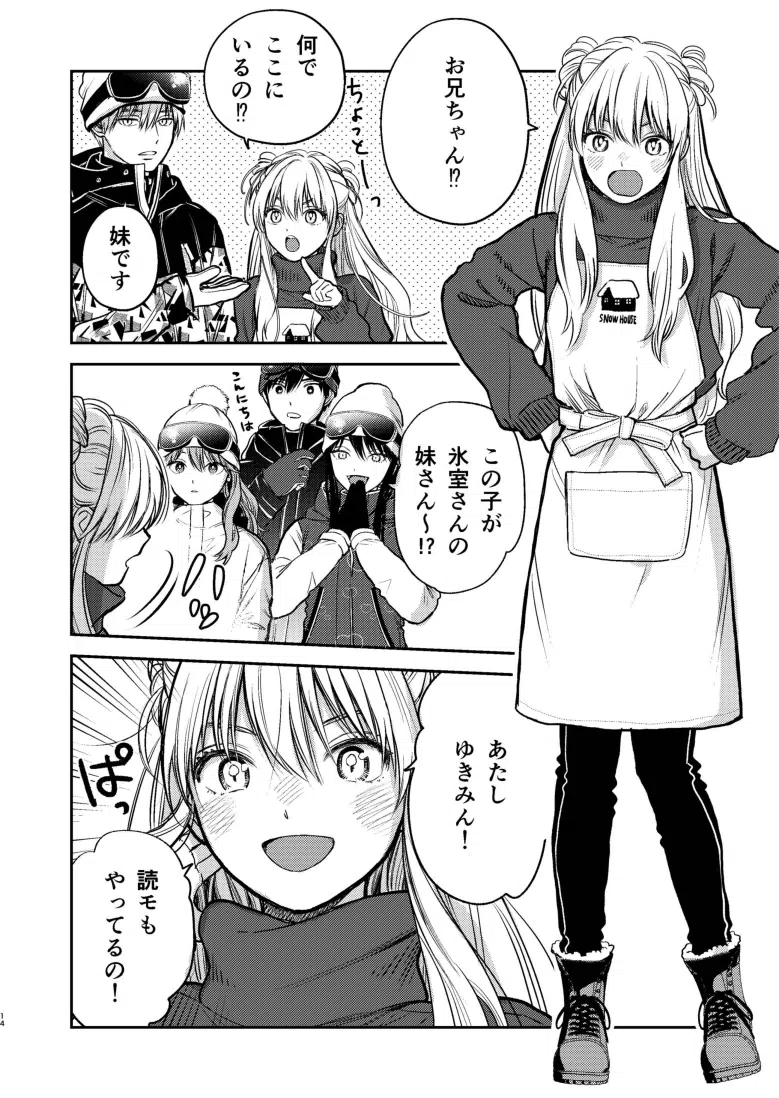 お兄ちゃん⁉
SNOW HOUSE
何で
ここに
いるの⁉
ちょっとーっ
妹です
この子が
氷室さんの
妹さん〜⁉
こんにちは
あたし
ゆきみん！
ぱっ
読モも
やってるの！
14